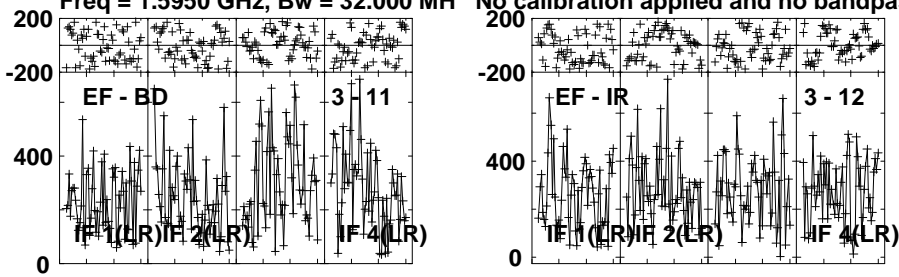 Freq = 1.5950 GHz, Bw = 32.000 MH No calibration applied and no bandpas
200 200
-200 -200
EF - BD 3 - 11 EF - IR 3 - 12
400 400
IF 1(LR) IF 2(LR) IF 4(LR) IF 1(LR) IF 2(LR) IF 4(LR)
0 0